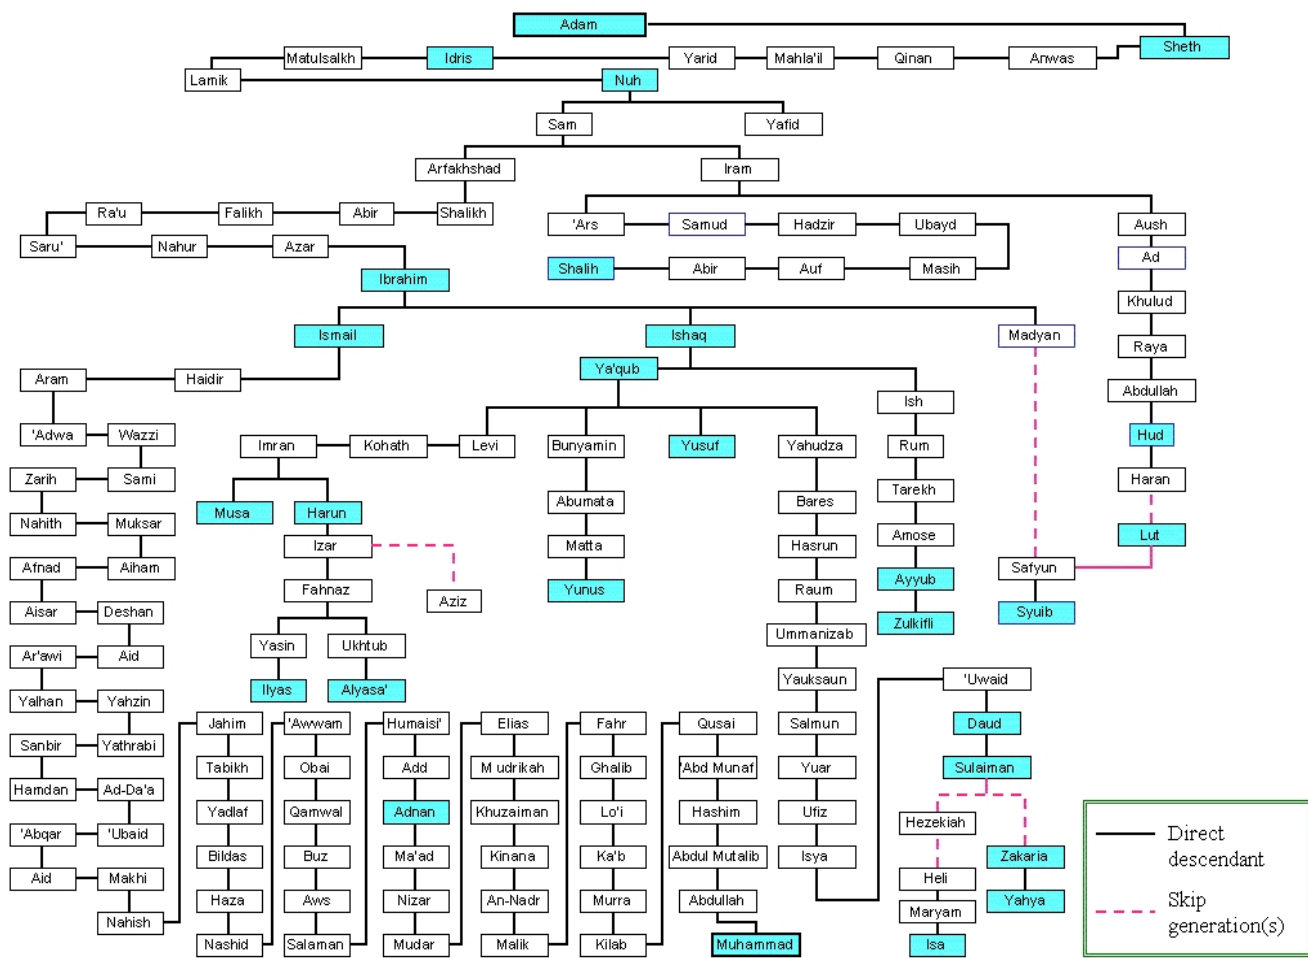 Adam
Sheth
Matulsalkh Idris Yarid Mahla'il Qinan Anwas
Lamik Nuh
Sam Yafid
Arfakhshad Iram
Ra'u Falikh Abir Shalikh
'Ars Samud Hadzir Ubayd Aush
Saru' Nahur Azar
Shalih Abir Auf Masih Ad
Ibrahim
Khulud
Ismail Ishaq Madyan
Raya
Ya'qub
Aram Haidir
Abdullah
Ish
'Adwa Wazzi
Hud
Imran Kohath Levi Bunyamin Yusuf Yahudza Rum
Zarih Sami
Haran
Tarekh
Abumata Bares
Musa Harun
Nahith Muksar
Amose Lut
Izar Matta Hasrun
Afnad Aiham
Safyun
Ayyub
Fahnaz Yunus Raum
Aziz
Aisar Deshan
Syuib
Zulkifli
Ummanizab
Yasin Ukhtub
Ar'awi Aid
Yauksaun 'Uwaid
Ilyas Alyasa'
Yalhan Yahzin
Jahim 'Awwam Humaisi' Elias Fahr Qusai Salmun Daud
Sanbir Yathrabi
Tabikh Obai Add Mudrikah Ghalib 'Abd Munaf Yuar Sulaiman
Hamdan Ad-Da'a
Yadlaf Qamwal Adnan Khuzaiman Lo'i Hashim Ufiz
Hezekiah
'Abqar 'Ubaid
Bildas Buz Ma'ad Kinana Ka'b Abdul Mutalib Isya Zakaria
Aid Makhi
Heli
Haza Aws Nizar An-Nadr Murra Abdullah Yahya
Maryam
Nahish
Nashid Salaman Mudar Malik Kilab Muhammad Isa
Direct
descendant
Skip
generation(s)